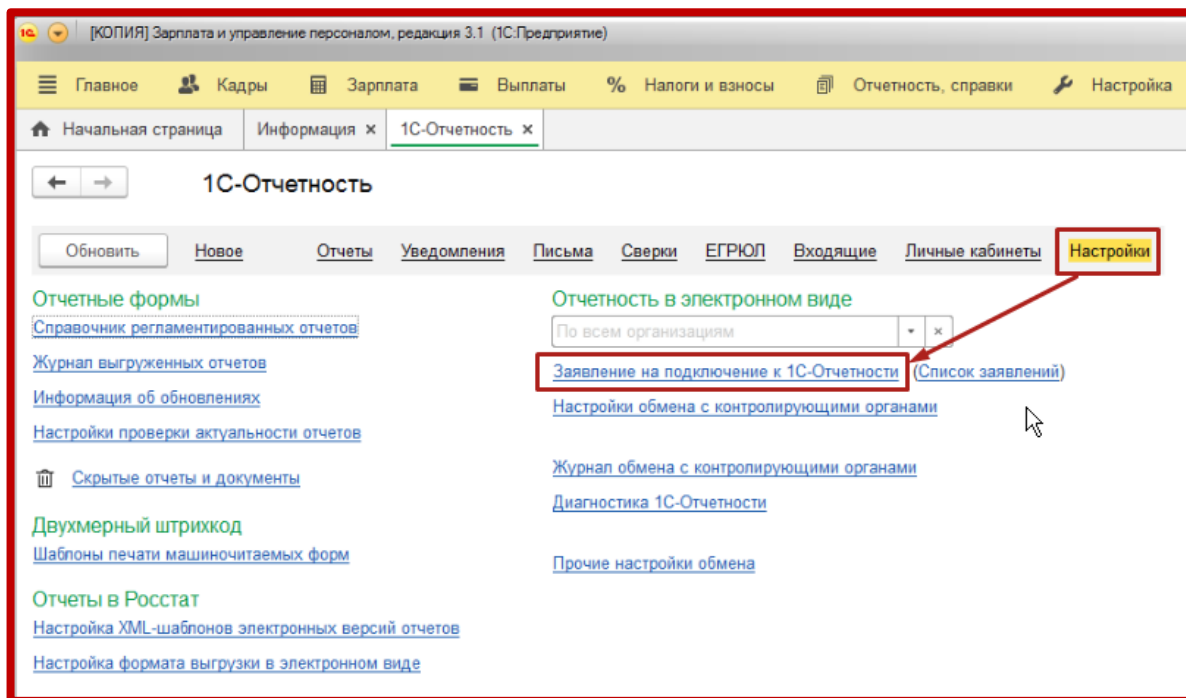 1С [КОПИЯ] Зарплата и управление персоналом, редакция 3.1 (1С:Предприятие)
Главное Кадры Зарплата Выплаты % Налоги и взносы Отчетность, справки Настройка
Начальная страница Информация × 1С-Отчетность ×
← → 1С-Отчетность
Обновить Новое Отчеты Уведомления Письма Сверки ЕГРЮЛ Входящие Личные кабинеты Настройки
Отчетные формы
Справочник регламентированных отчетов
Журнал выгруженных отчетов
Информация об обновлениях
Настройки проверки актуальности отчетов
Скрытые отчеты и документы
Двухмерный штрихкод
Шаблоны печати машиночитаемых форм
Отчеты в Росстат
Настройка XML-шаблонов электронных версий отчетов
Настройка формата выгрузки в электронном виде
Отчетность в электронном виде
По всем организациям
Заявление на подключение к 1С-Отчетности (Список заявлений)
Настройки обмена с контролирующими органами
Журнал обмена с контролирующими органами
Диагностика 1С-Отчетности
Прочие настройки обмена